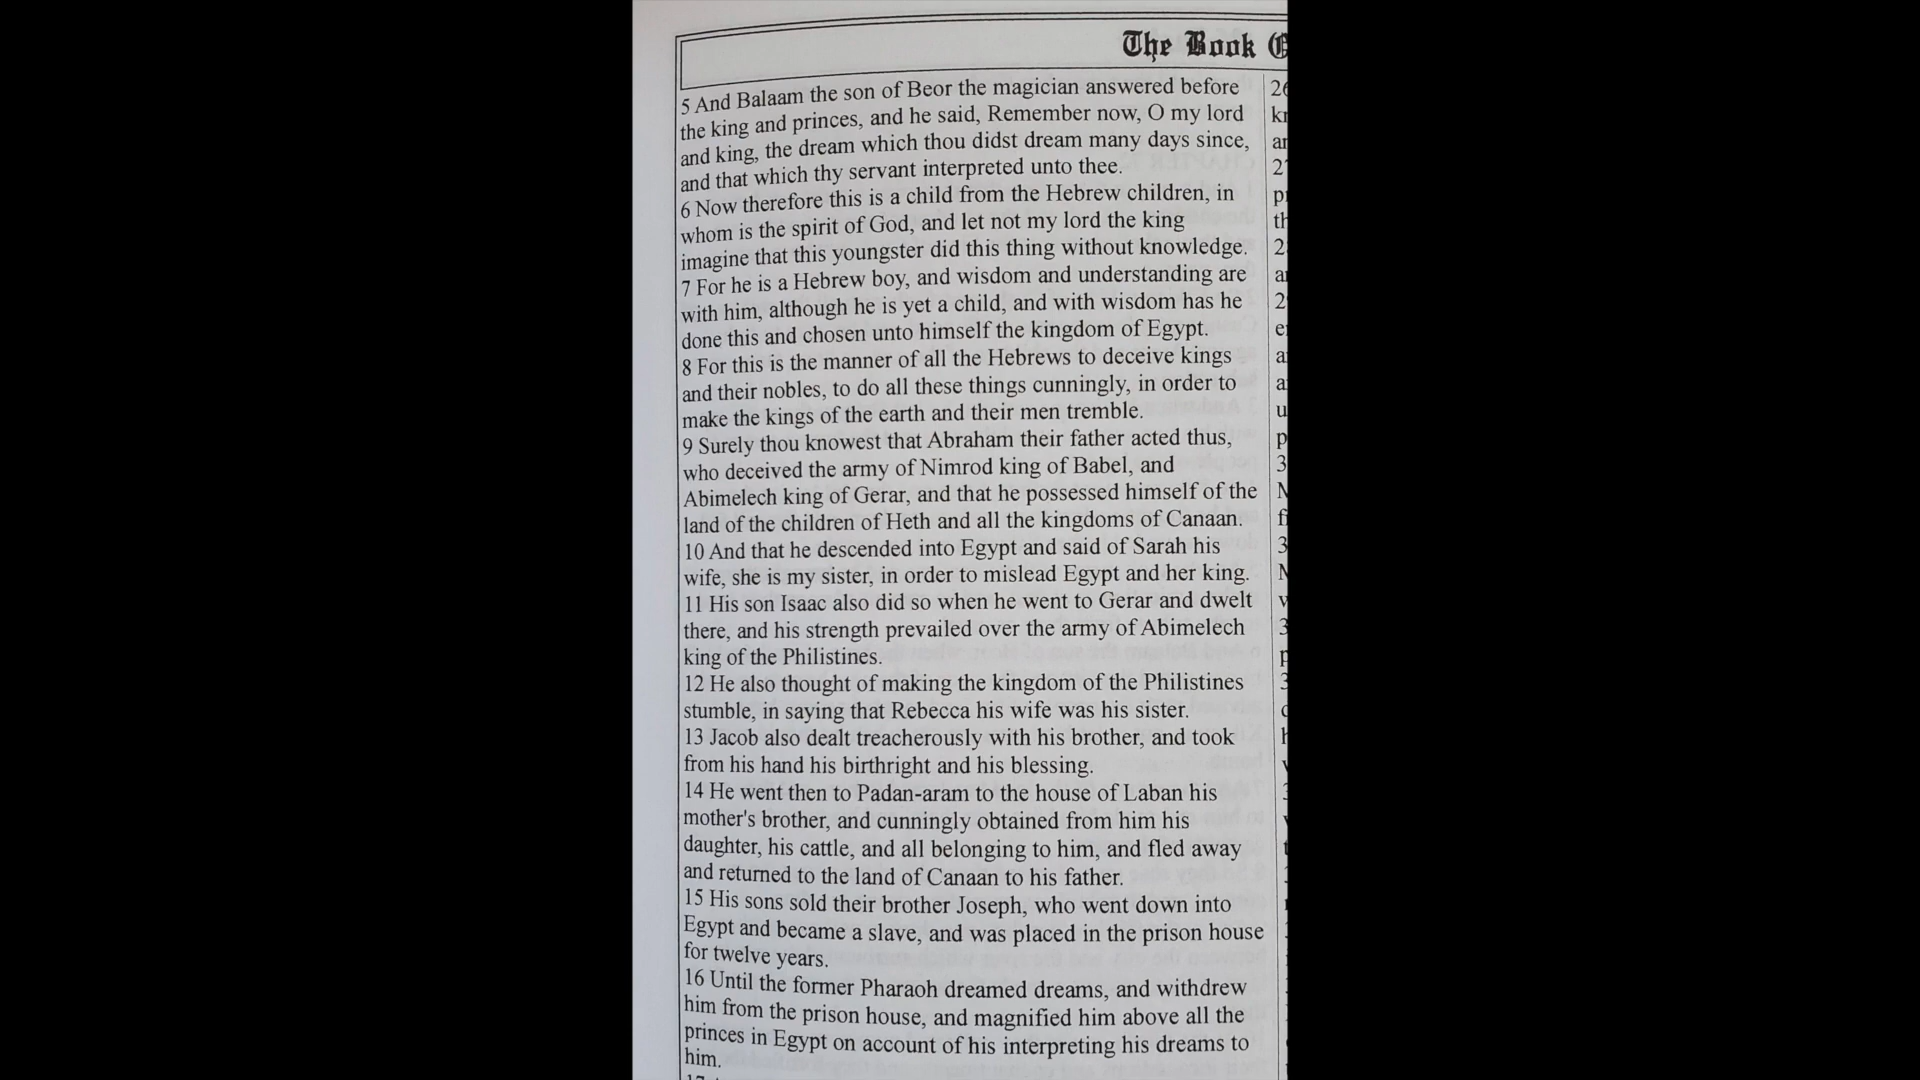 The Book
5 And Balaam the son of Beor the magician answered before
the king and princes, and he said, Remember now, O my lord
and king, the dream which thou didst dream many days since,
and that which thy servant interpreted unto thee.
6 Now therefore this is a child from the Hebrew children, in
whom is the spirit of God, and let not my lord the king
imagine that this youngster did this thing without knowledge.
7 For he is a Hebrew boy, and wisdom and understanding are
with him, although he is yet a child, and with wisdom has he
done this and chosen unto himself the kingdom of Egypt.
8 For this is the manner of all the Hebrews to deceive kings
and their nobles, to do all these things cunningly, in order to
make the kings of the earth and their men tremble.
9 Surely thou knowest that Abraham their father acted thus,
who deceived the army of Nimrod king of Babel, and
Abimelech king of Gerar, and that he possessed himself of the
land of the children of Heth and all the kingdoms of Canaan.
10 And that he descended into Egypt and said of Sarah his
wife, she is my sister, in order to mislead Egypt and her king.
11 His son Isaac also did so when he went to Gerar and dwelt
there, and his strength prevailed over the army of Abimelech
king of the Philistines.
12 He also thought of making the kingdom of the Philistines
stumble, in saying that Rebecca his wife was his sister.
13 Jacob also dealt treacherously with his brother, and took
from his hand his birthright and his blessing.
14 He went then to Padan-aram to the house of Laban his
mother's brother, and cunningly obtained from him his
daughter, his cattle, and all belonging to him, and fled away
and returned to the land of Canaan to his father.
15 His sons sold their brother Joseph, who went down into
Egypt and became a slave, and was placed in the prison house
for twelve years.
16 Until the former Pharaoh dreamed dreams, and withdrew
him from the prison house, and magnified him above all the
princes in Egypt on account of his interpreting his dreams to
him.